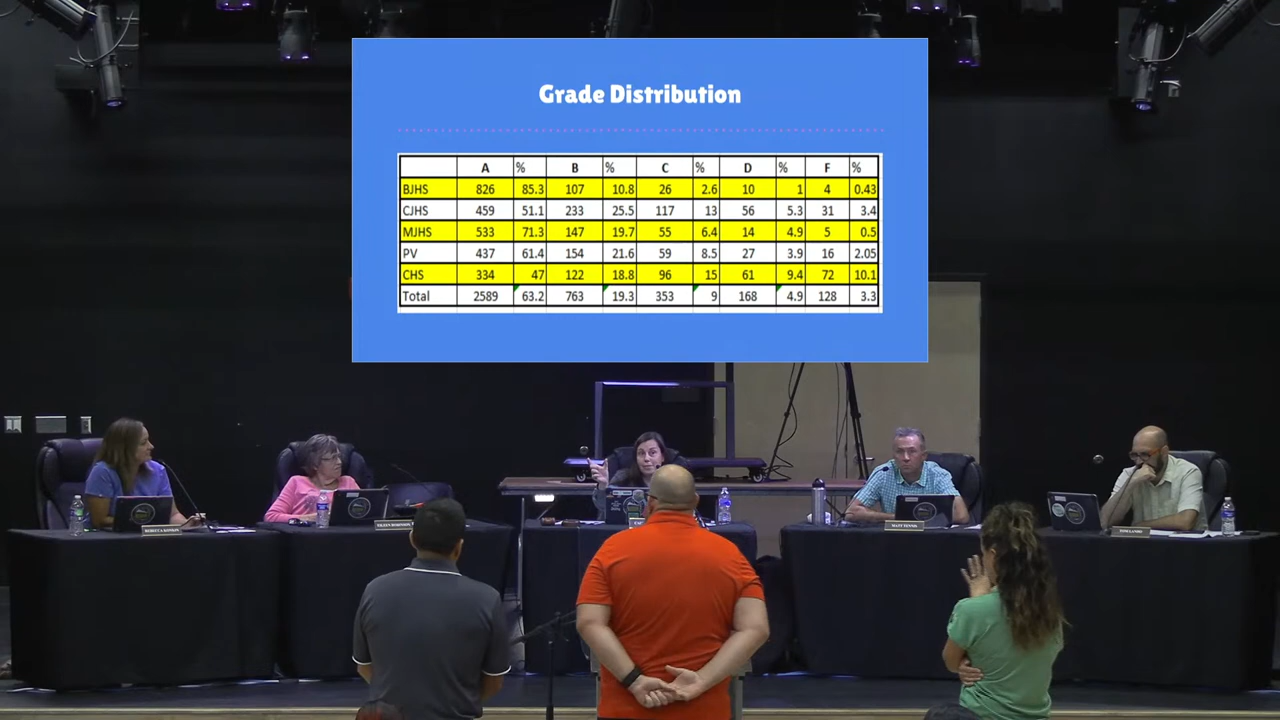 Grade Distribution
A % B % C % D % F %
BJHS 826 85.3 107 10.8 26 2.6 10 1 4 0.43
CJHS 459 51.1 233 25.5 117 13 56 5.3 31 3.4
MJHS 533 71.3 147 19.7 55 6.4 14 4.9 5 0.5
PV 437 61.4 154 21.6 59 8.5 27 3.9 16 2.05
CHS 334 47 122 18.8 96 15 61 9.4 72 10.1
Total 2589 63.2 763 19.3 353 9 168 4.9 128 3.3
MATT TENNIS